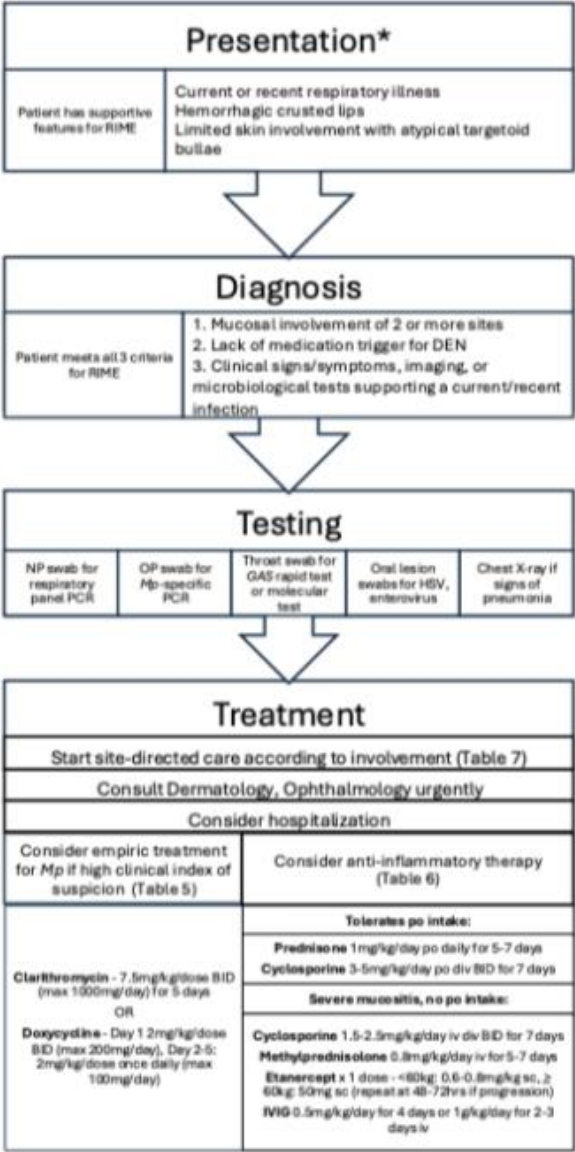 Presentation*
Patient has supportive
features for RIME
Current or recent respiratory illness
Hemorrhagic crusted lips
Limited skin involvement with atypical targetoid
bullae
Diagnosis
Patient meets all 3 criteria
for RIME
1. Mucosal involvement of 2 or more sites
2. Lack of medication trigger for DEN
3. Clinical signs/symptoms, imaging, or
microbiological tests supporting a current/recent
infection
Testing
NP swab for
respiratory
panel PCR
OP swab for
Mp-specific
PCR
Throat swab for
GAS rapid test
or molecular
test
Oral lesion
swabs for HSV,
enterovirus
Chest X-ray if
signs of
pneumonia
Treatment
Start site-directed care according to involvement (Table 7)
Consult Dermatology, Ophthalmology urgently
Consider hospitalization
Consider empiric treatment
for Mp if high clinical index of
suspicion (Table 5)
Consider anti-inflammatory therapy
(Table 6)
Clarithromycin - 7.5mg/kg/dose BID
(max 1000mg/day) for 5 days
OR
Doxycycline - Day 1 2mg/kg/dose
BID (max 200mg/day), Day 2-5:
2mg/kg/dose once daily (max
100mg/day)
Tolerates po intake:
Prednisone 1mg/kg/day po daily for 5-7 days
Cyclosporine 3-5mg/kg/day po div BID for 7 days
Severe mucositis, no po intake:
Cyclosporine 1.5-2.5mg/kg/day iv div BID for 7 days
Methylprednisolone 0.8mg/kg/day iv for 5-7 days
Etanercept x 1 dose - <60kg: 0.6-0.8mg/kg sc, ≥
60kg: 50mg sc (repeat at 48-72hrs if progression)
IVIG 0.5mg/kg/day for 4 days or 1g/kg/day for 2-3
days iv